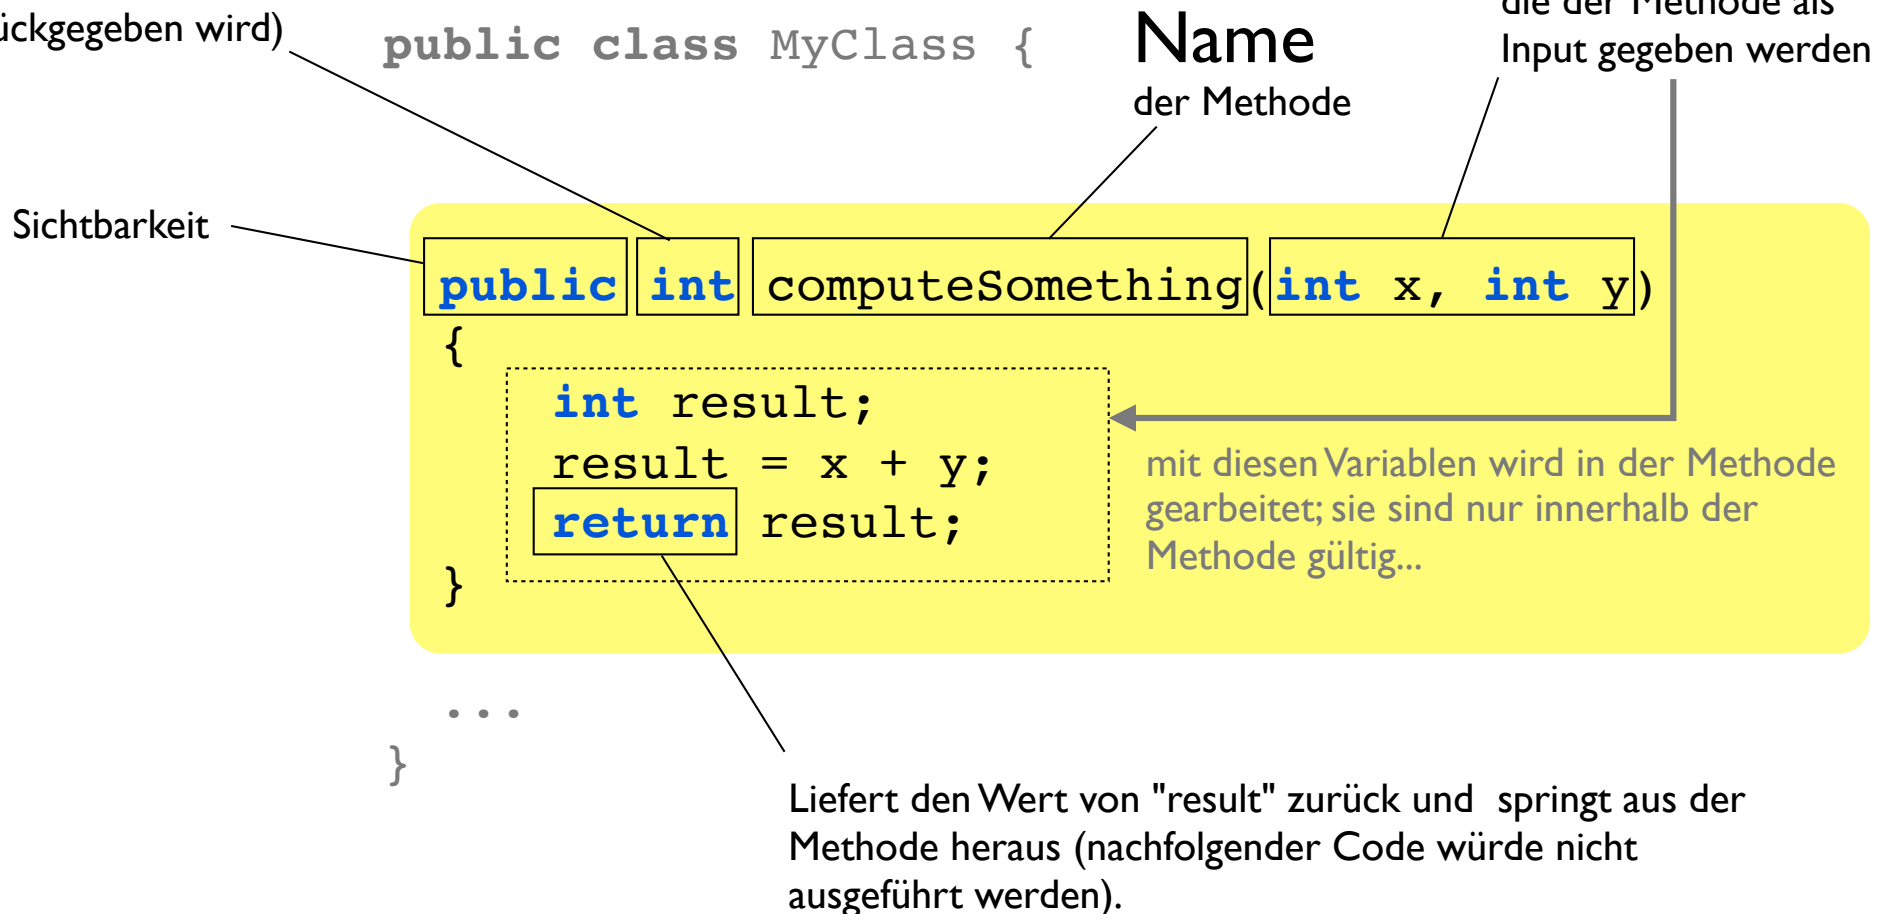 die der Methode als
Input gegeben werden
ückgegeben wird)
public class MyClass {
Name
der Methode
Sichtbarkeit
public int computeSomething(int x, int y)
{
int result;
result = x + y;
return result;
}
mit diesen Variablen wird in der Methode
gearbeitet; sie sind nur innerhalb der
Methode gültig...
...
}
Liefert den Wert von "result" zurück und springt aus der
Methode heraus (nachfolgender Code würde nicht
ausgeführt werden).